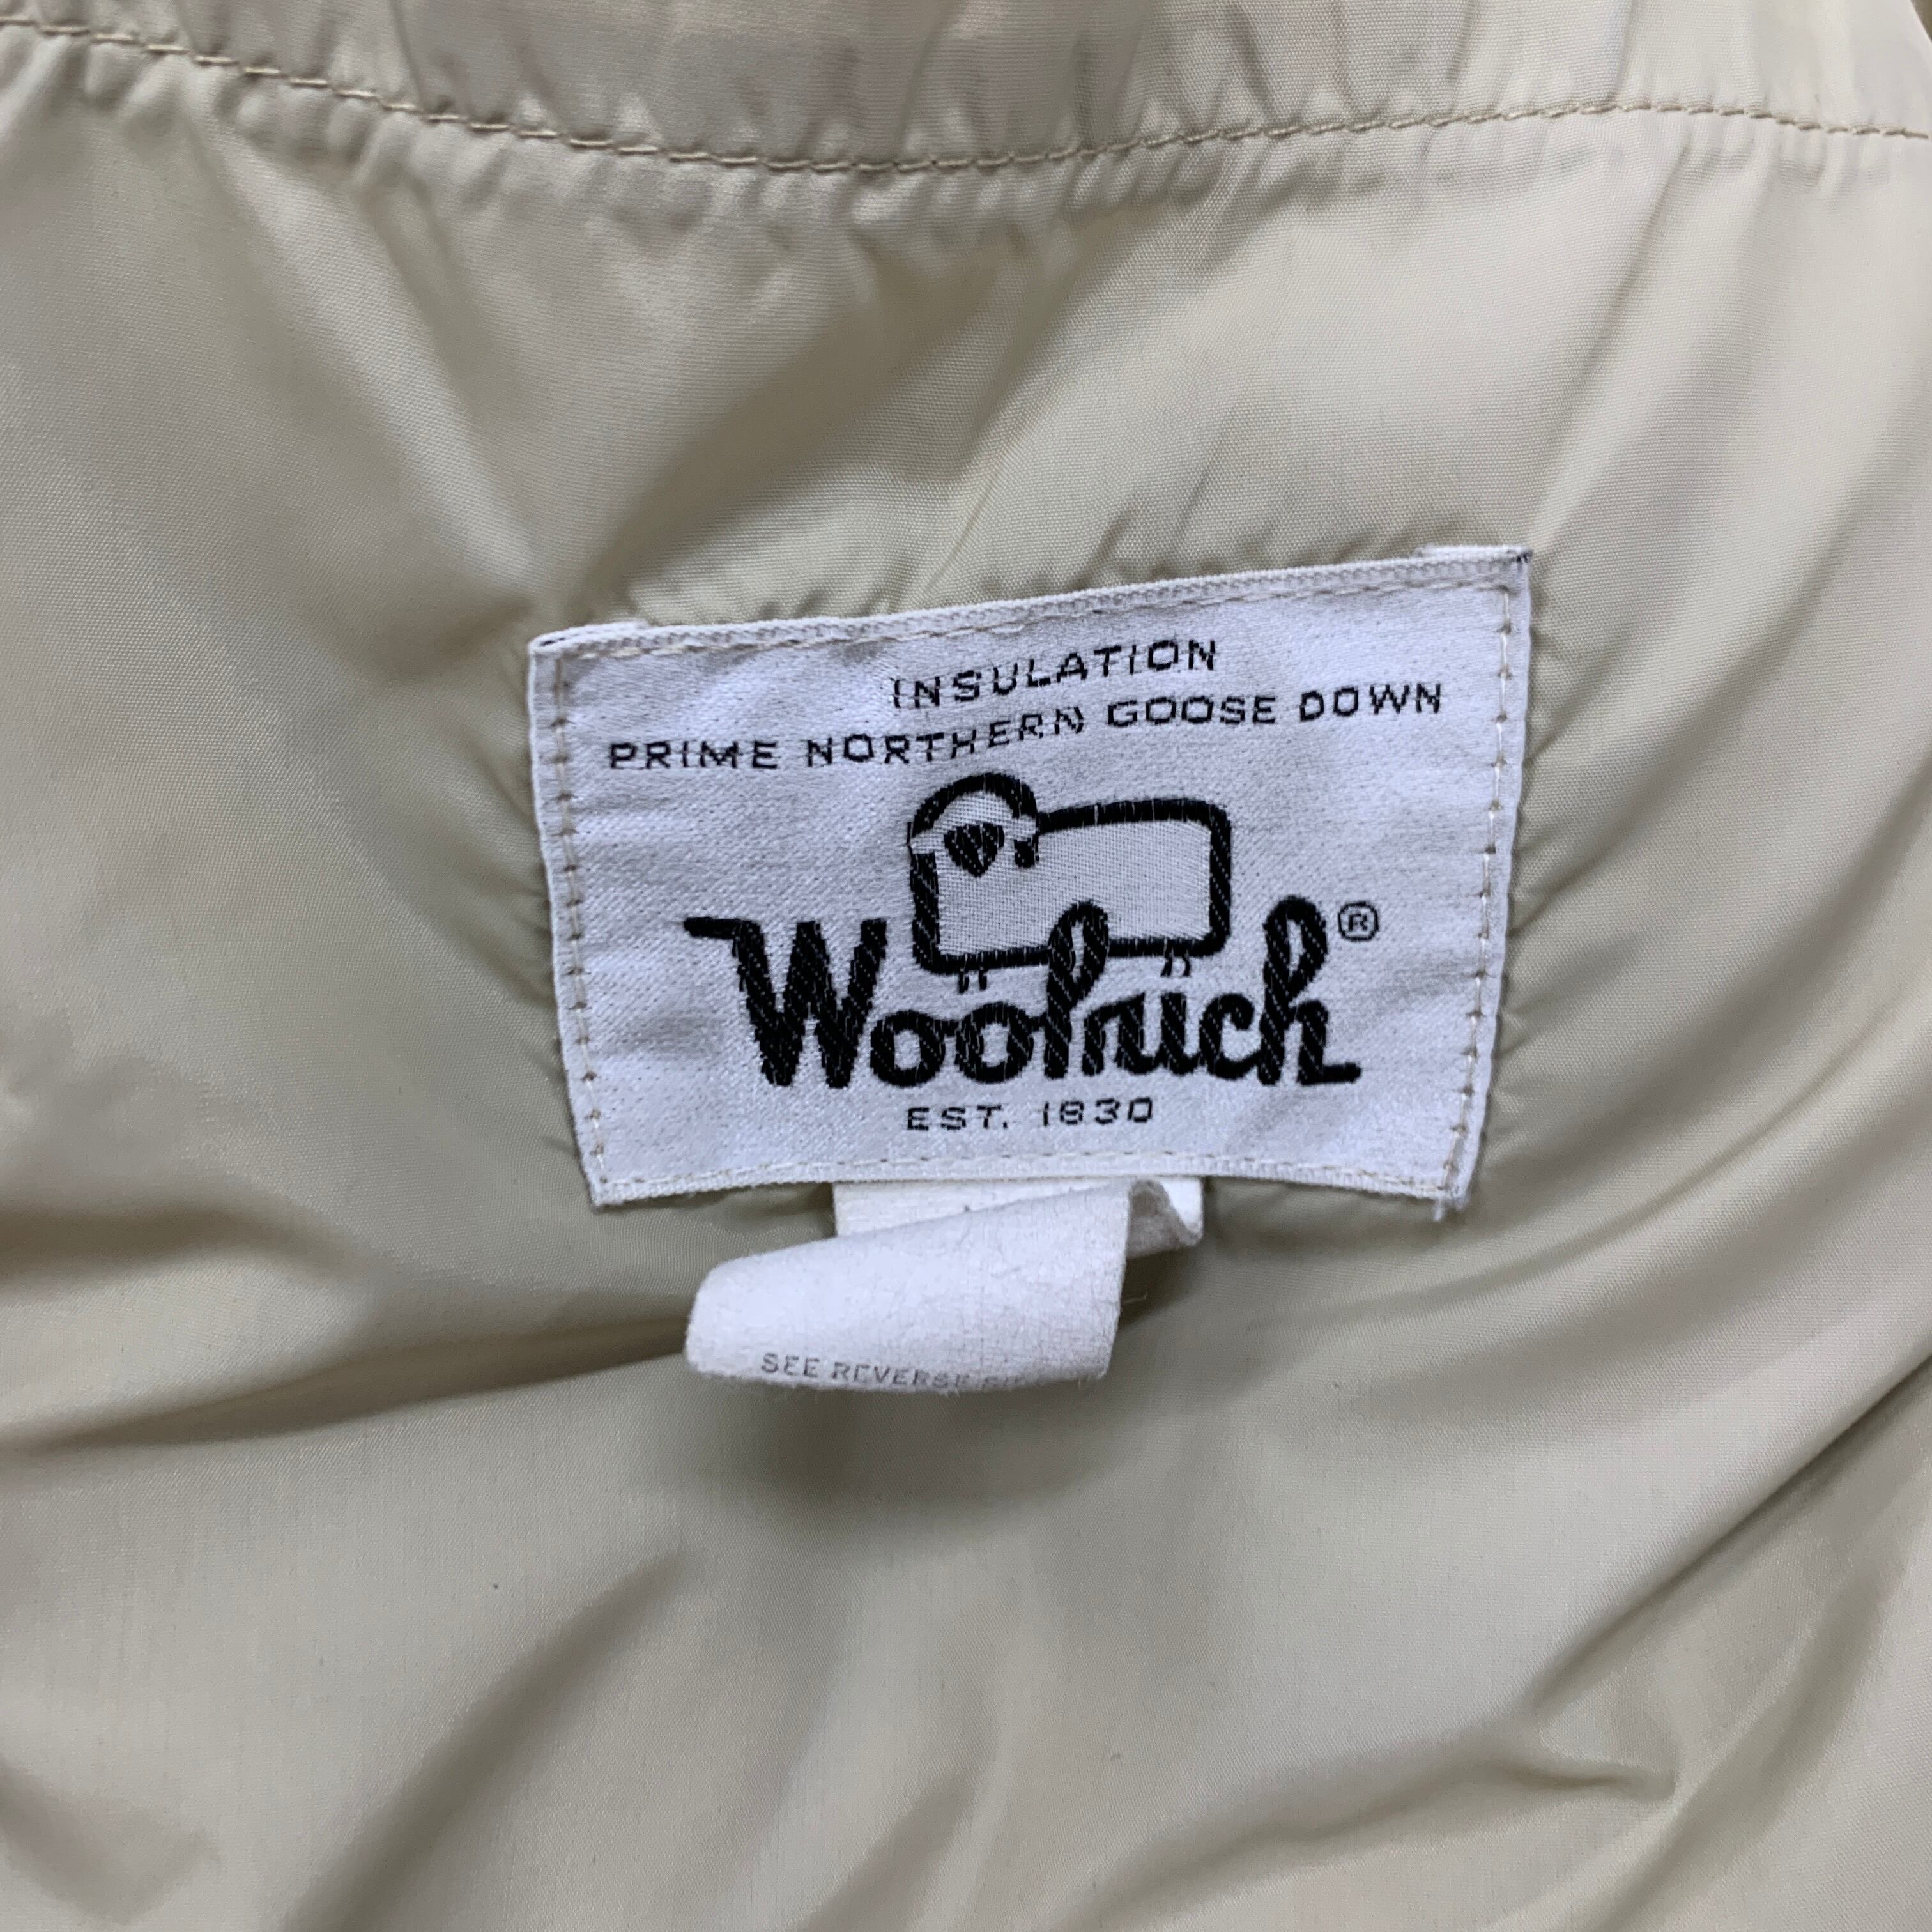 INSULATION
PRIME NORTHERN GOOSE DOWN
Woolrich®
EST. 1830
SEE REVERSE